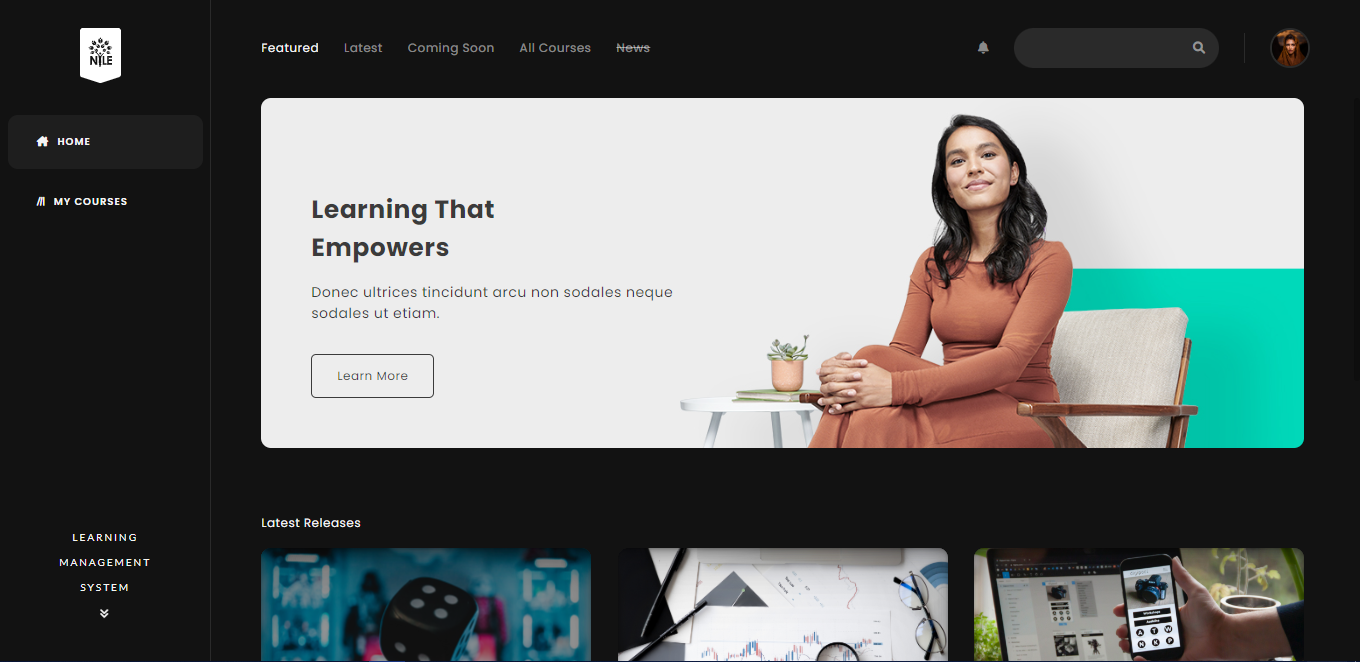 NILE
HOME
MY COURSES
LEARNING
MANAGEMENT
SYSTEM
Featured Latest Coming Soon All Courses News
Learning That
Empowers
Donec ultrices tincidunt arcu non sodales neque
sodales ut etiam.
Learn More
Latest Releases